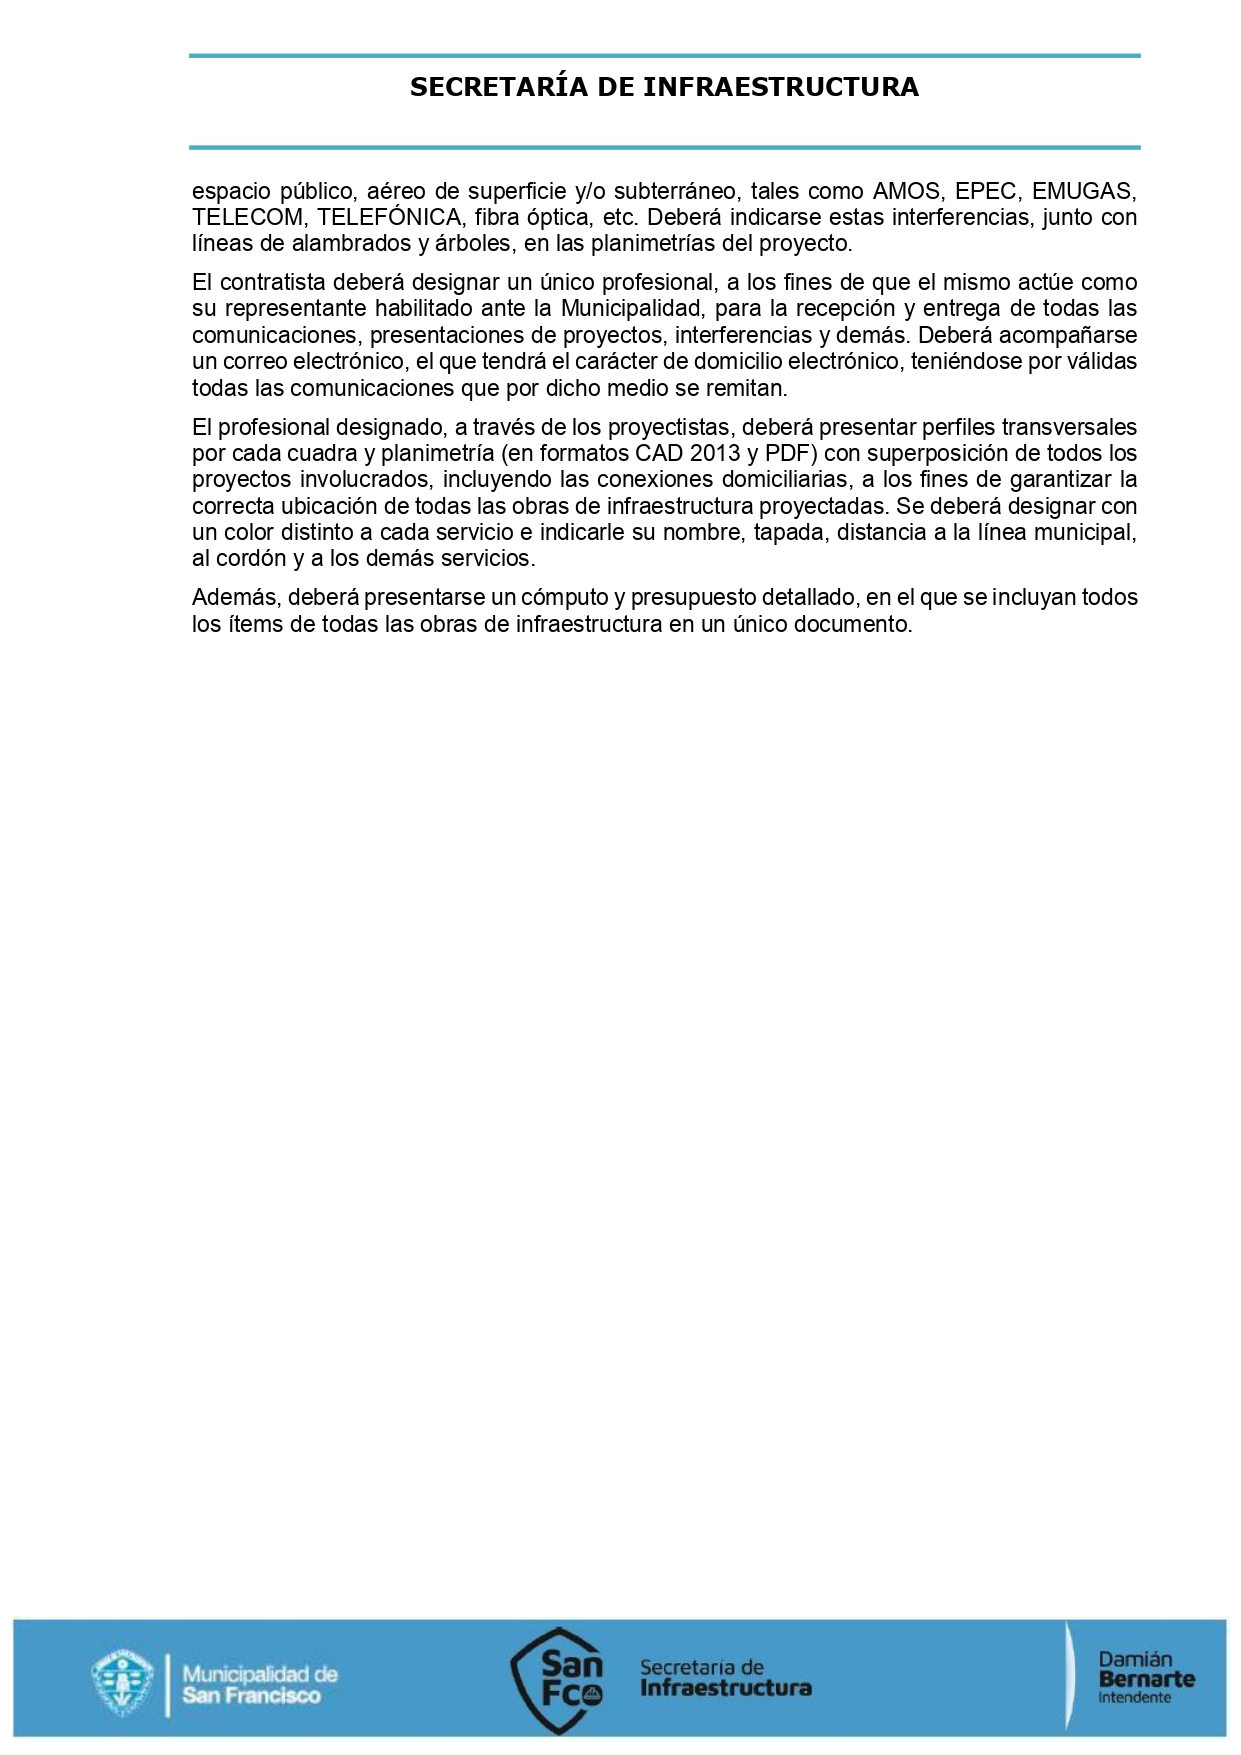 SECRETARÍA DE INFRAESTRUCTURA
espacio público, aéreo de superficie y/o subterráneo, tales como AMOS, EPEC, EMUGAS,
TELECOM, TELEFÓNICA, fibra óptica, etc. Deberá indicarse estas interferencias, junto con
líneas de alambrados y árboles, en las planimetrías del proyecto.
El contratista deberá designar un único profesional, a los fines de que el mismo actúe como
su representante habilitado ante la Municipalidad, para la recepción y entrega de todas las
comunicaciones, presentaciones de proyectos, interferencias y demás. Deberá acompañarse
un correo electrónico, el que tendrá el carácter de domicilio electrónico, teniéndose por válidas
todas las comunicaciones que por dicho medio se remitan.
El profesional designado, a través de los proyectistas, deberá presentar perfiles transversales
por cada cuadra y planimetría (en formatos CAD 2013 y PDF) con superposición de todos los
proyectos involucrados, incluyendo las conexiones domiciliarias, a los fines de garantizar la
correcta ubicación de todas las obras de infraestructura proyectadas. Se deberá designar con
un color distinto a cada servicio e indicarle su nombre, tapada, distancia a la línea municipal,
al cordón y a los demás servicios.
Además, deberá presentarse un cómputo y presupuesto detallado, en el que se incluyan todos
los ítems de todas las obras de infraestructura en un único documento.
Municipalidad de
San Francisco
San
Fco
Secretaría de
Infraestructura
Damián
Bernarte
Intendente